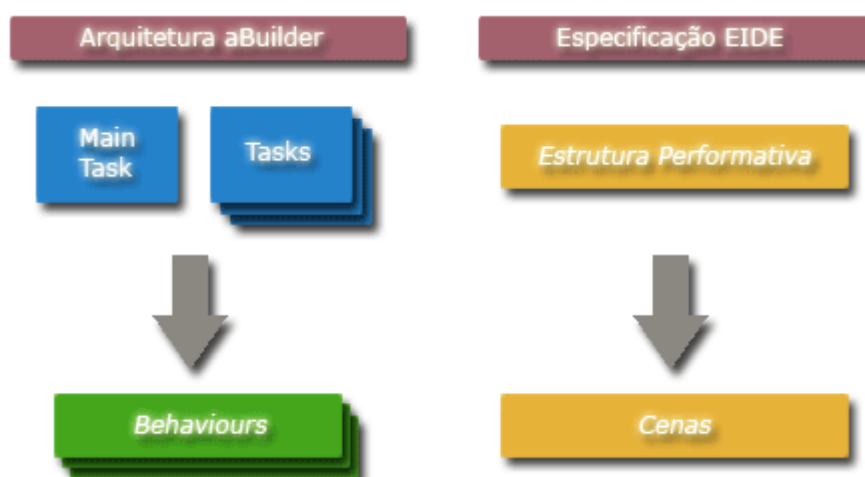 Arquitetura aBuilder
Especificação EIDE
Main
Task
Tasks
Estrutura Performativa
Behaviours
Cenas